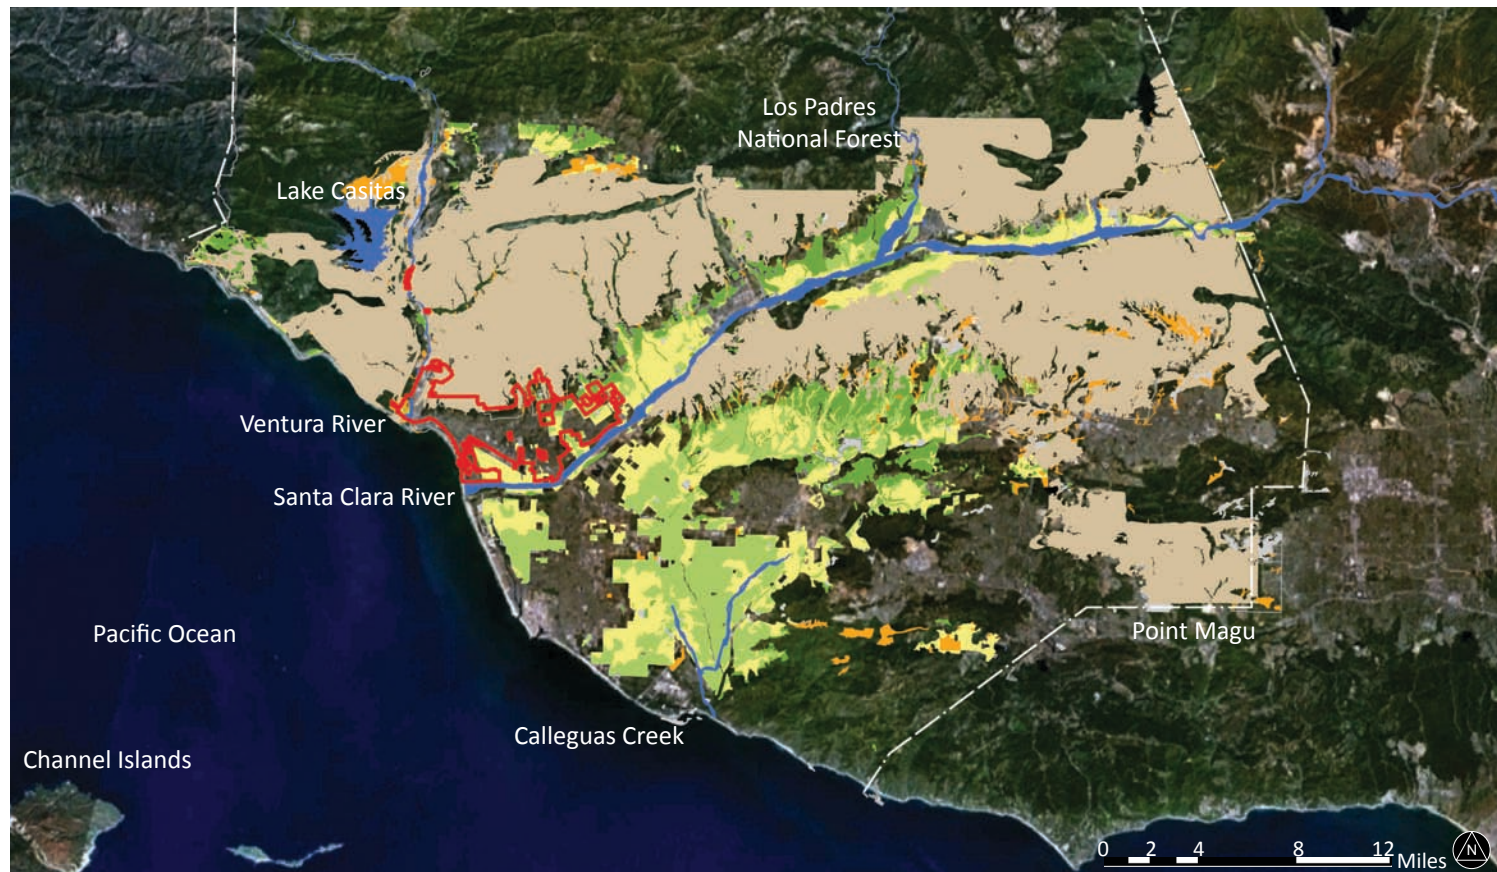 Los Padres
National Forest
Lake Casitas
Ventura River
Santa Clara River
Pacific Ocean
Point Magu
Calleguas Creek
Channel Islands
0 2 4 8 12 Miles
N